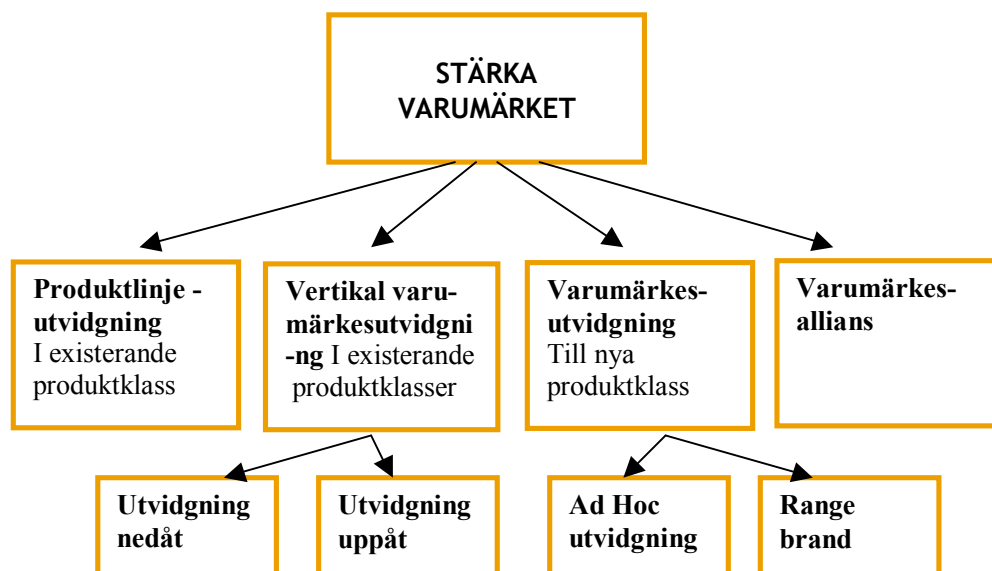 STÄRKA
VARUMÄRKET
Produktlinje -
utvidgning
I existerande
produktklass
Vertikal varu-
märkesutvidgni
-ng I existerande
produktklasser
Varumärkes-
utvidgning
Till nya
produktklass
Varumärkes-
allians
Utvidgning
nedåt
Utvidgning
uppåt
Ad Hoc
utvidgning
Range
brand